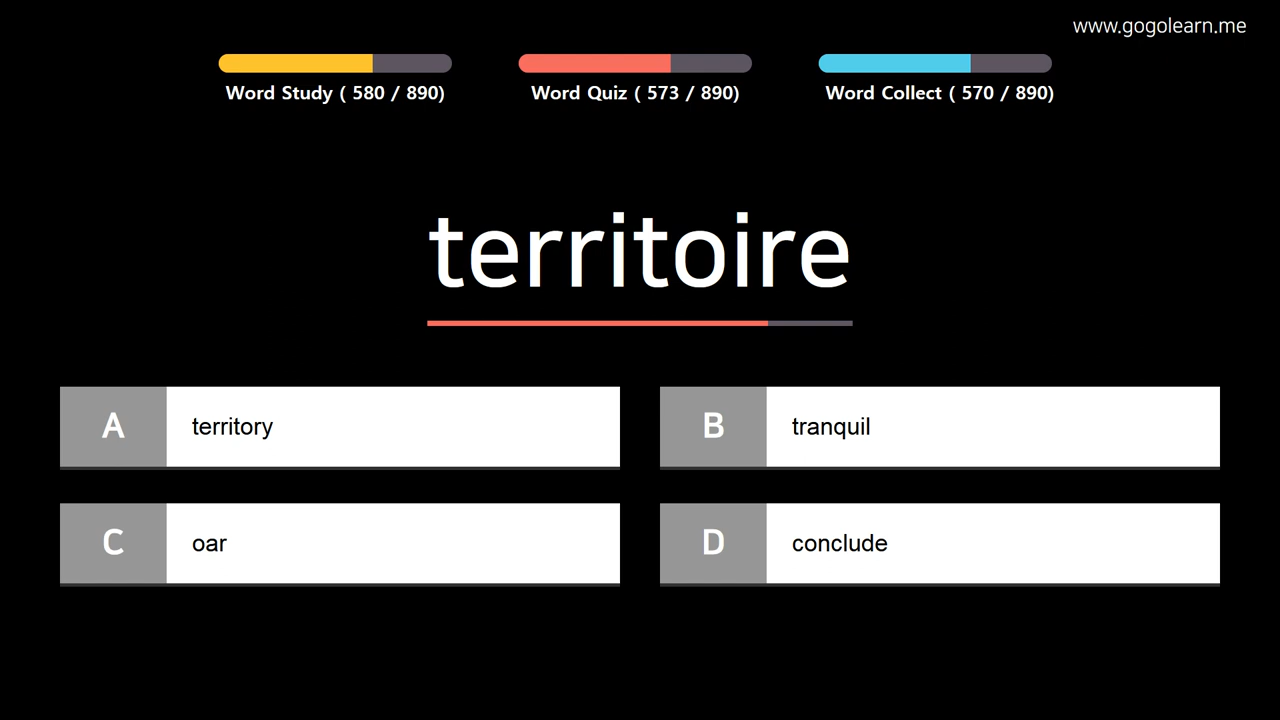 www.gogolearn.me
Word Study ( 580 / 890)
Word Quiz ( 573 / 890)
Word Collect ( 570 / 890)
territoire
A territory
B tranquil
C oar
D conclude